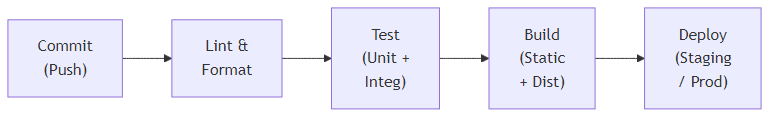 Commit
(Push)
Lint &
Format
Test
(Unit +
Integ)
Build
(Static
+ Dist)
Deploy
(Staging
/ Prod)